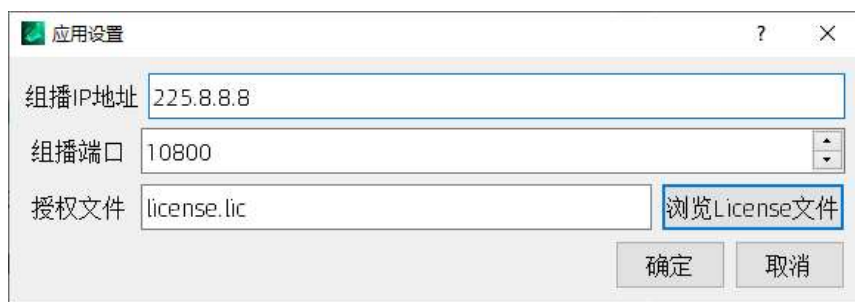 应用设置 ?
组播IP地址 225.8.8.8
组播端口 10800
授权文件 license.lic 浏览License文件
确定 取消